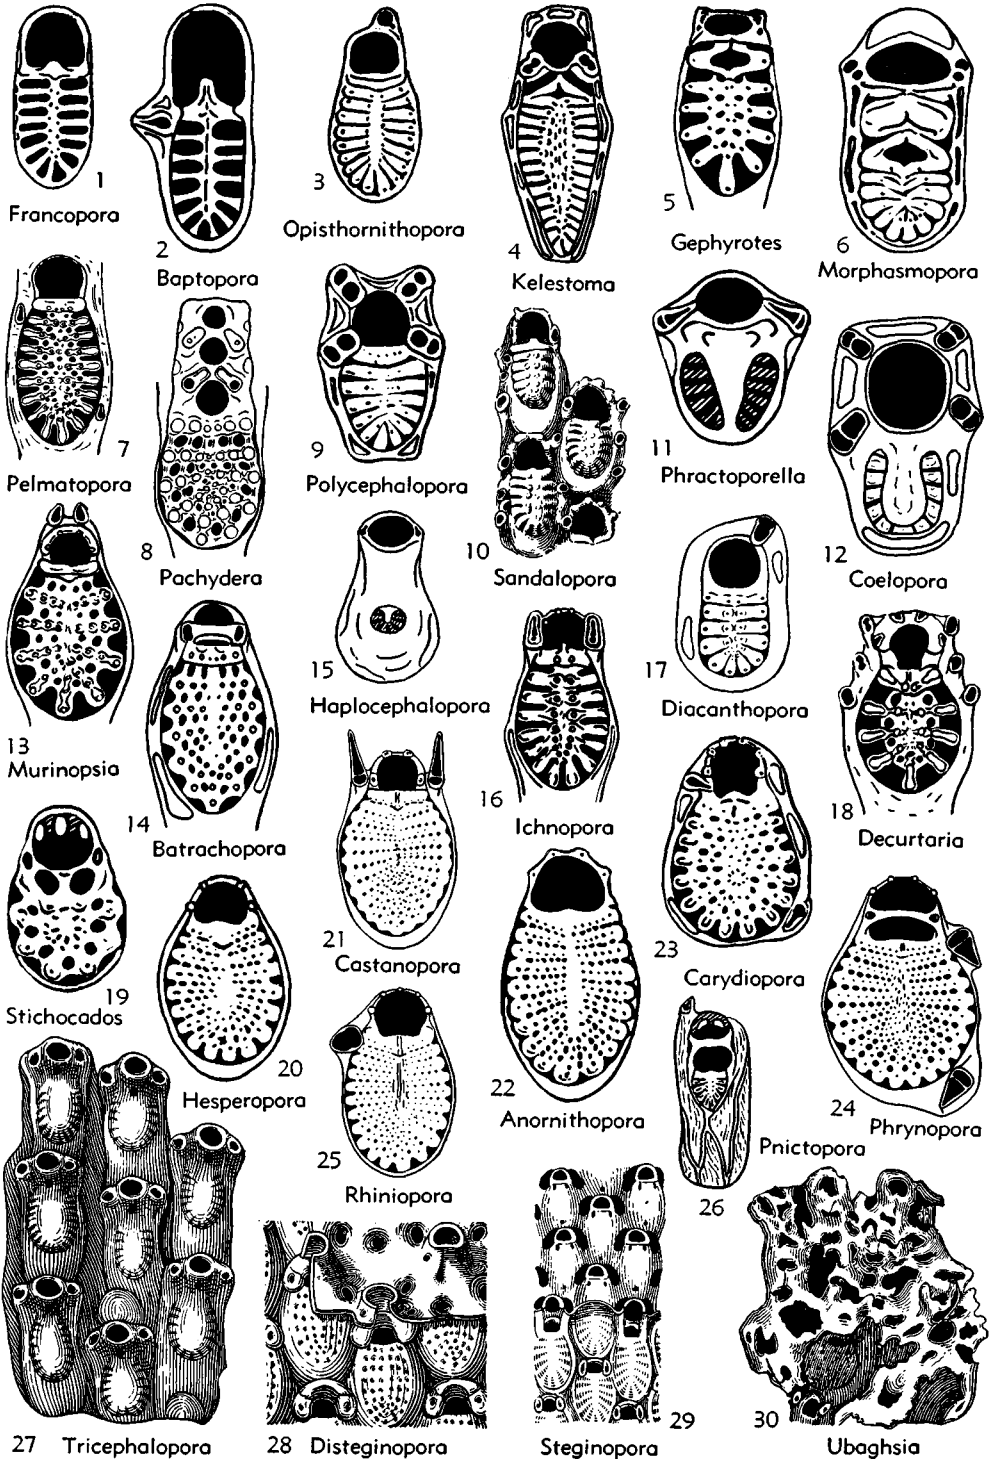 1
Francopora
2
Baptopora
3
Opisthornithopora
4
Kelestoma
5
Gephyrotes
6
Morphasmopora
7
Pelmatopora
8
Pachydera
9
Polycephalopora
10
Sandalopora
11
Phractoporella
12
Coelopora
13
Murinopsia
14
Batrachopora
15
Haplocephalopora
16
Ichnopora
17
Diacanthopora
18
Decurtaria
19
Stichocados
20
Hesperopora
21
Castanopora
22
Anornithopora
23
Carydiopora
24
Phrynopora
25
Rhiniopora
26
Pnictopora
27 Tricephalopora
28 Disteginopora
29
Steginopora
30
Ubaghsia